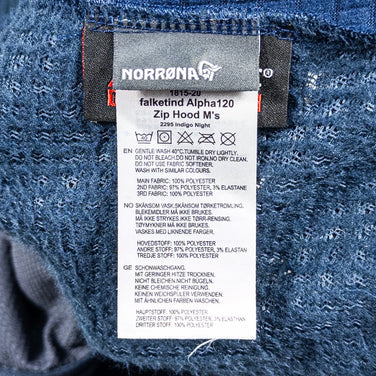 NORRØNA
1815-20
falketind Alpha120
Zip Hood M's
2295 Indigo Night
EN GENTLE WASH 40°C,TUMBLE DRY LIGHTLY.
DO NOT BLEACH.DO NOT IRON.NO DRY CLEAN.
DO NOT USE FABRIC SOFTENER.
WASH WITH SIMILAR COLOURS.
MAIN FABRIC: 100% POLYESTER
2ND FABRIC: 97% POLYESTER, 3% ELASTANE
3RD FABRIC: 100% POLYESTER
NO SKÅNSOM VASK,SKÅNSOM TØRKETROMLING.
BLEKEMIDLER MÅ IKKE BRUKES.
MÅ IKKE STRYKES IKKE TØRR-RENSING.
TØYMYKNER MÅ IKKE BRUKES.
VASKES MED LIKNENDE FARGER.
HOVEDSTOFF: 100% POLYESTER
ANDRE STOFF: 97% POLYESTER, 3% ELASTAN
TREDJE STOFF: 100% POLYESTER
GE SCHONWASCHGANG.
MIT GERINGER HITZE TROCKNEN.
NICHT BLEICHEN.NICHT BÜGELN.
KEINE CHEMISCHE REINIGUNG.
KEINEN WEICHSPÜLER VERWENDEN.
MIT ÄHNLICHEN FARBEN WASCHEN.
HAUPTSTOFF: 100% POLYESTER
ZWEITER STOFF: 97% POLYESTER, 3% ELASTHAN
DRITTER STOFF: 100% POLYESTER